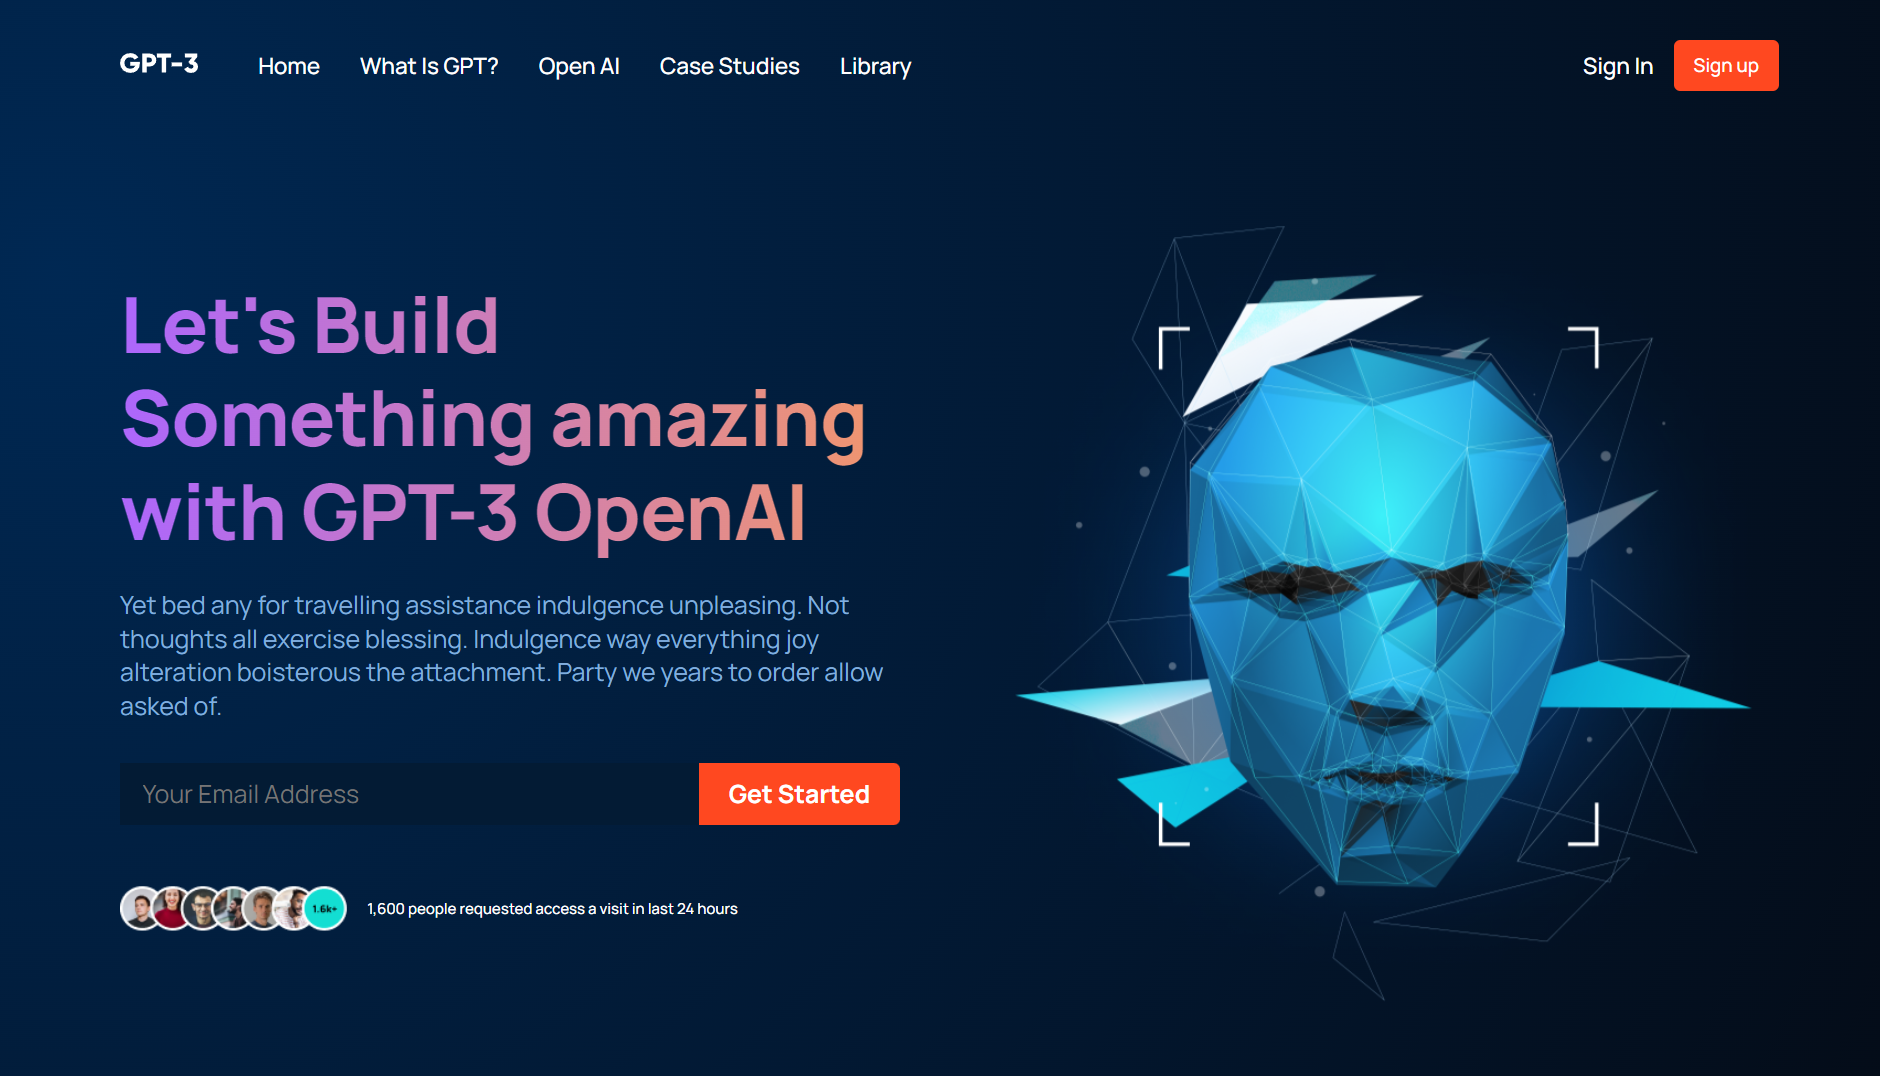 GPT-3
Home
What Is GPT?
Open AI
Case Studies
Library
Sign In
Sign up
Let's Build
Something amazing
with GPT-3 OpenAI
Yet bed any for travelling assistance indulgence unpleasing. Not
thoughts all exercise blessing. Indulgence way everything joy
alteration boisterous the attachment. Party we years to order allow
asked of.
Your Email Address
Get Started
1.6k+
1,600 people requested access a visit in last 24 hours